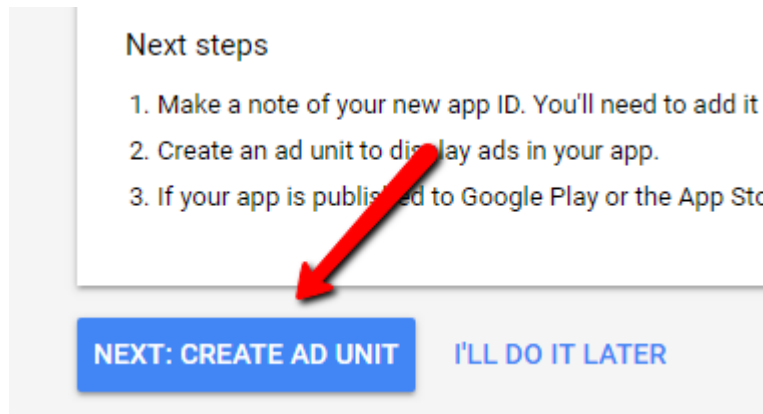 Next steps
1. Make a note of your new app ID. You'll need to add it
2. Create an ad unit to display ads in your app.
3. If your app is published to Google Play or the App Sto
NEXT: CREATE AD UNIT I'LL DO IT LATER